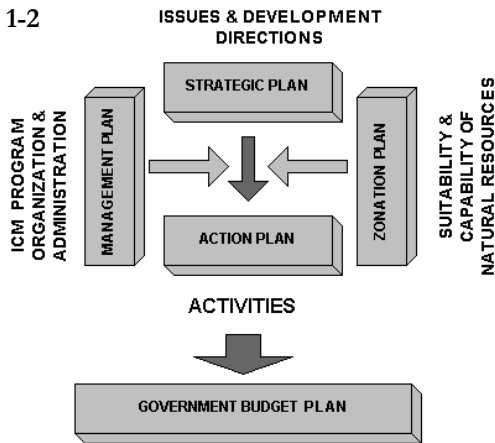 1-2
ISSUES & DEVELOPMENT
DIRECTIONS
STRATEGIC PLAN
ICM PROGRAM
ORGANIZATION &
ADMINISTRATION
MANAGEMENT PLAN
ZONATION PLAN
SUITABILITY &
CAPABILITY OF
NATURAL RESOURCES
ACTION PLAN
ACTIVITIES
GOVERNMENT BUDGET PLAN